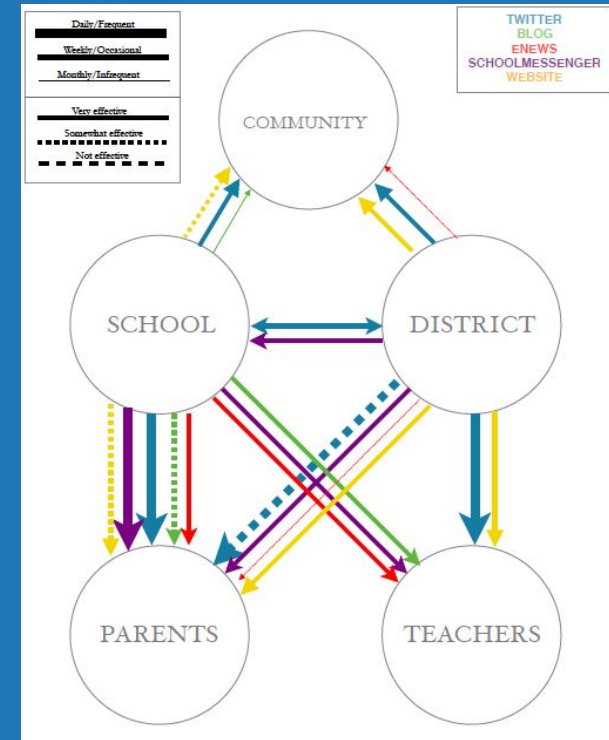 Daily/Frequent
Weekly/Occasional
Monthly/Infrequent
Very effective
Somewhat effective
Not effective
TWITTER
BLOG
ENEWS
SCHOOLMESSENGER
WEBSITE
COMMUNITY
SCHOOL
DISTRICT
PARENTS
TEACHERS